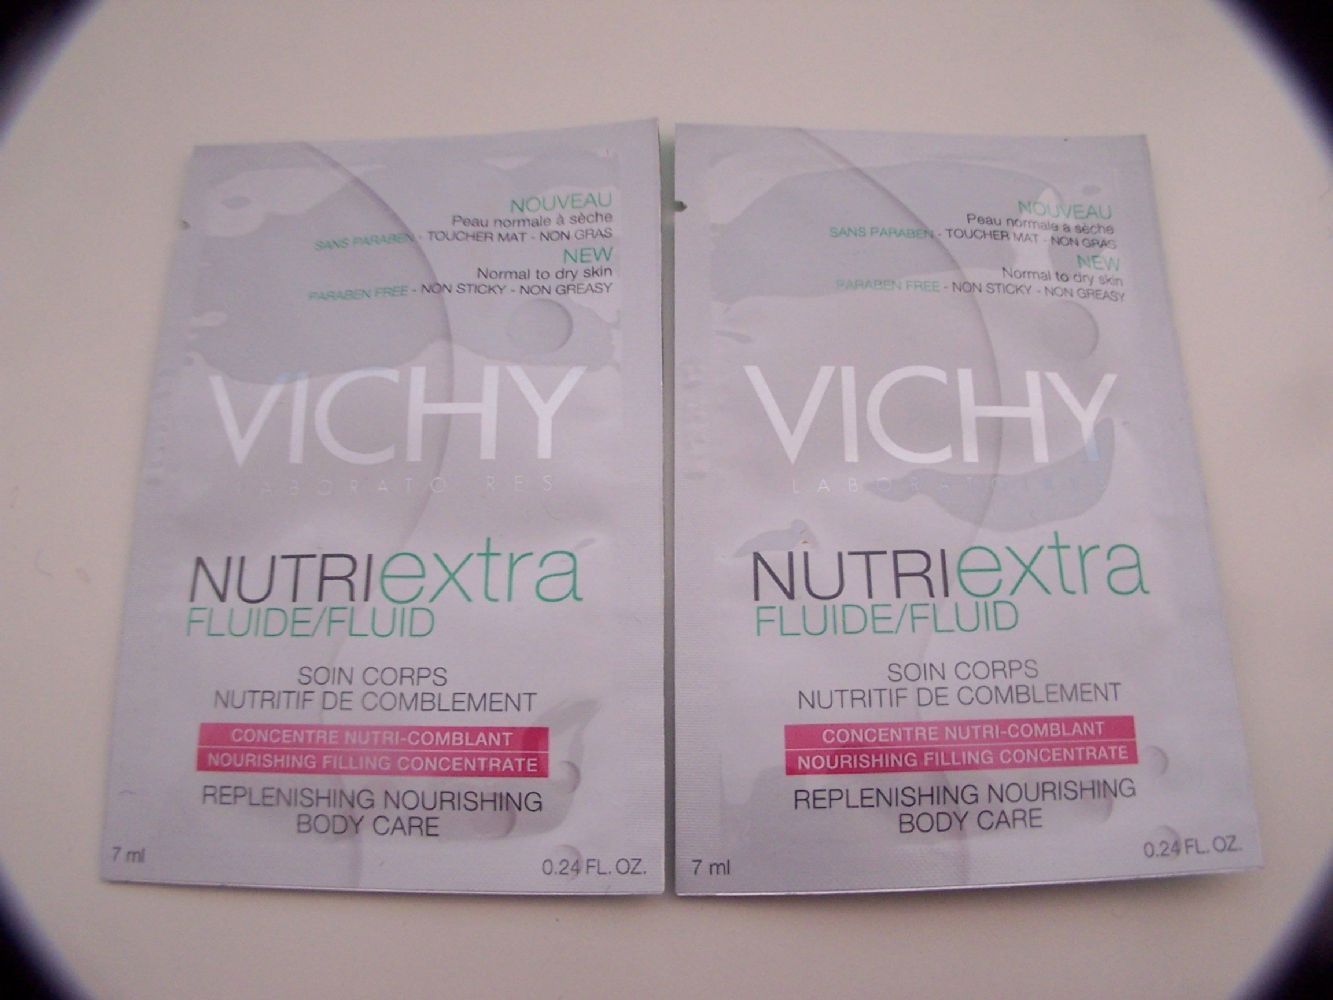 NOUVEAU
Peau normale à sèche
SANS PARABEN - TOUCHER MAT - NON GRAS
NEW
Normal to dry skin
PARABEN FREE - NON STICKY - NON GREASY
VICHY
LABORATOIRES
NUTRIextra
FLUIDE/FLUID
SOIN CORPS
NUTRITIF DE COMBLEMENT
CONCENTRE NUTRI-COMBLANT
NOURISHING FILLING CONCENTRATE
REPLENISHING NOURISHING
BODY CARE
7 ml
0.24 FL. OZ.
NOUVEAU
Peau normale à sèche
SANS PARABEN - TOUCHER MAT - NON GRAS
NEW
Normal to dry skin
PARABEN FREE - NON STICKY - NON GREASY
VICHY
LABORATOIRES
NUTRIextra
FLUIDE/FLUID
SOIN CORPS
NUTRITIF DE COMBLEMENT
CONCENTRE NUTRI-COMBLANT
NOURISHING FILLING CONCENTRATE
REPLENISHING NOURISHING
BODY CARE
7 ml
0.24 FL. OZ.